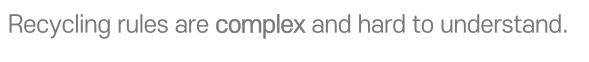 Recycling rules are complex and hard to understand.